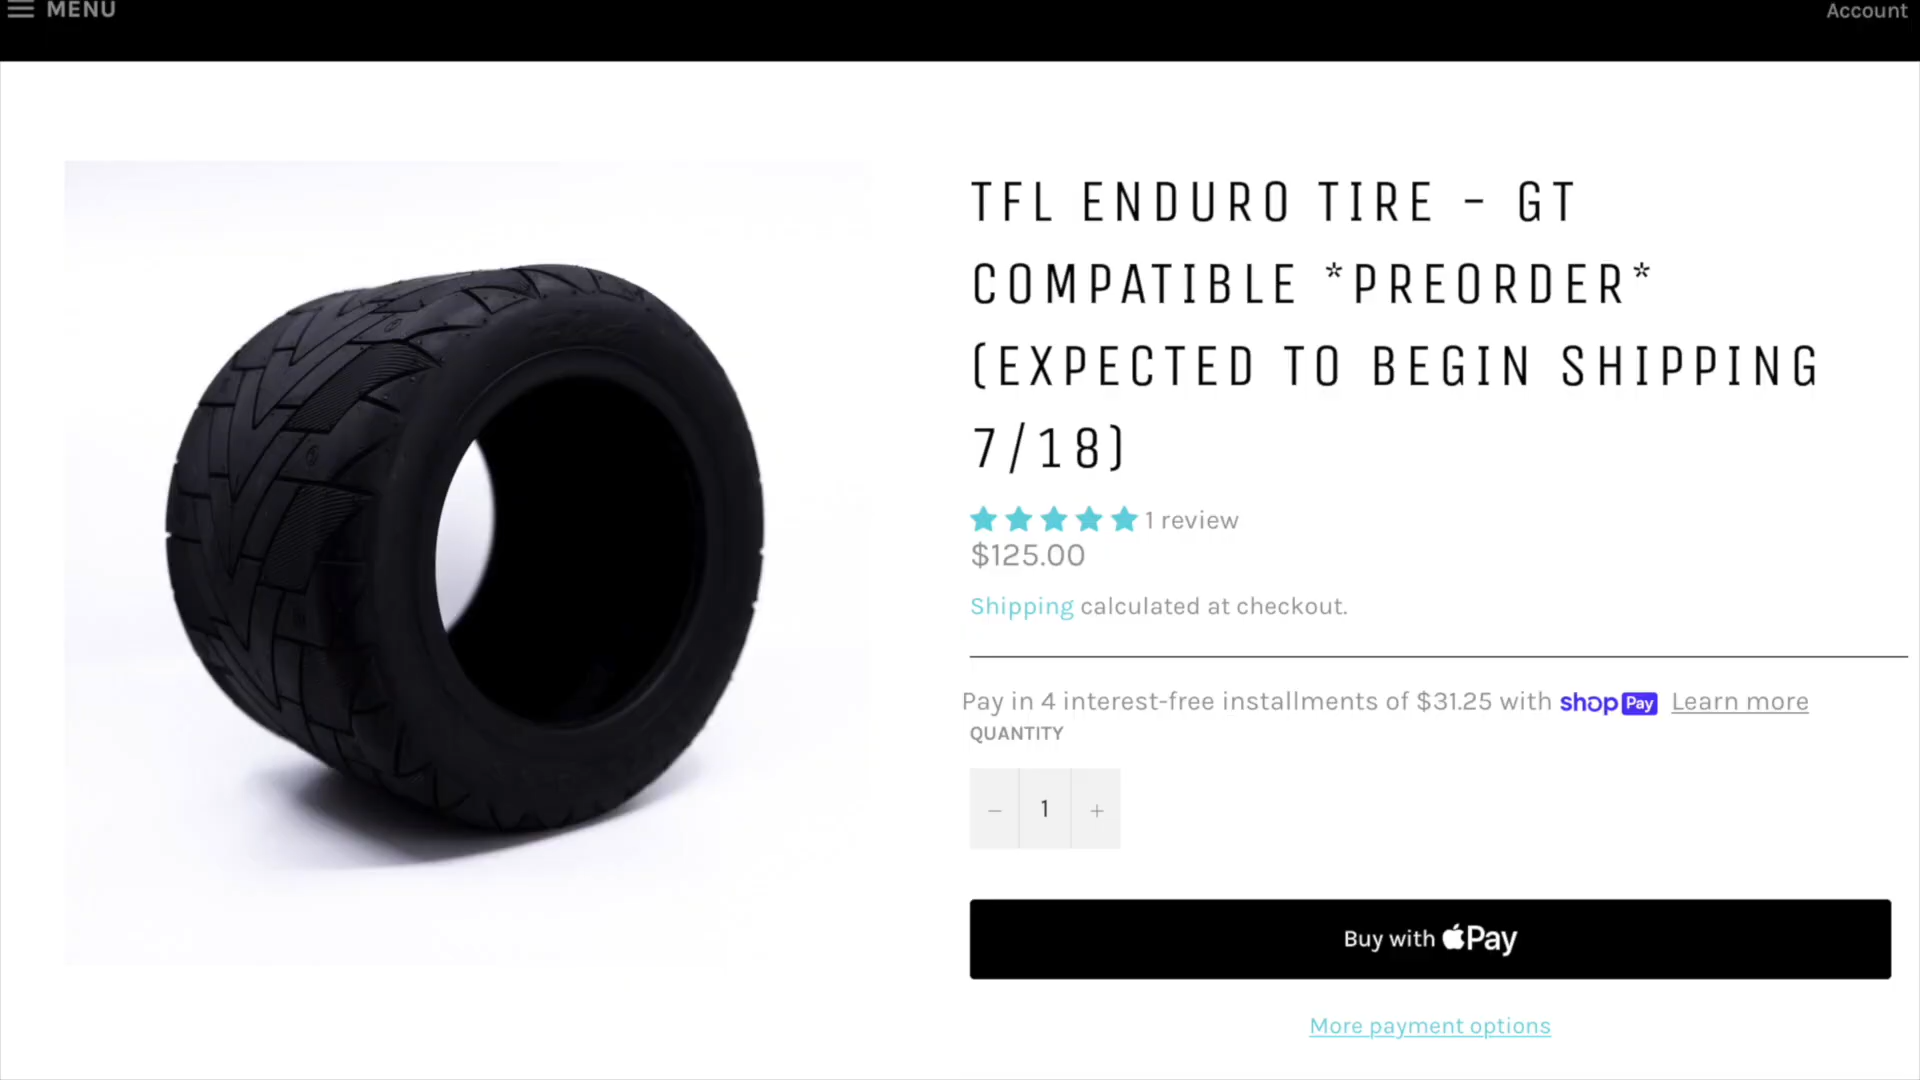 MENU
Account
TFL ENDURO TIRE - GT
COMPATIBLE *PREORDER*
(EXPECTED TO BEGIN SHIPPING
7/18)
1 review
$125.00
Shipping calculated at checkout.
Pay in 4 interest-free installments of $31.25 with shop Pay Learn more
QUANTITY
− 1 +
Buy with Pay
More payment options